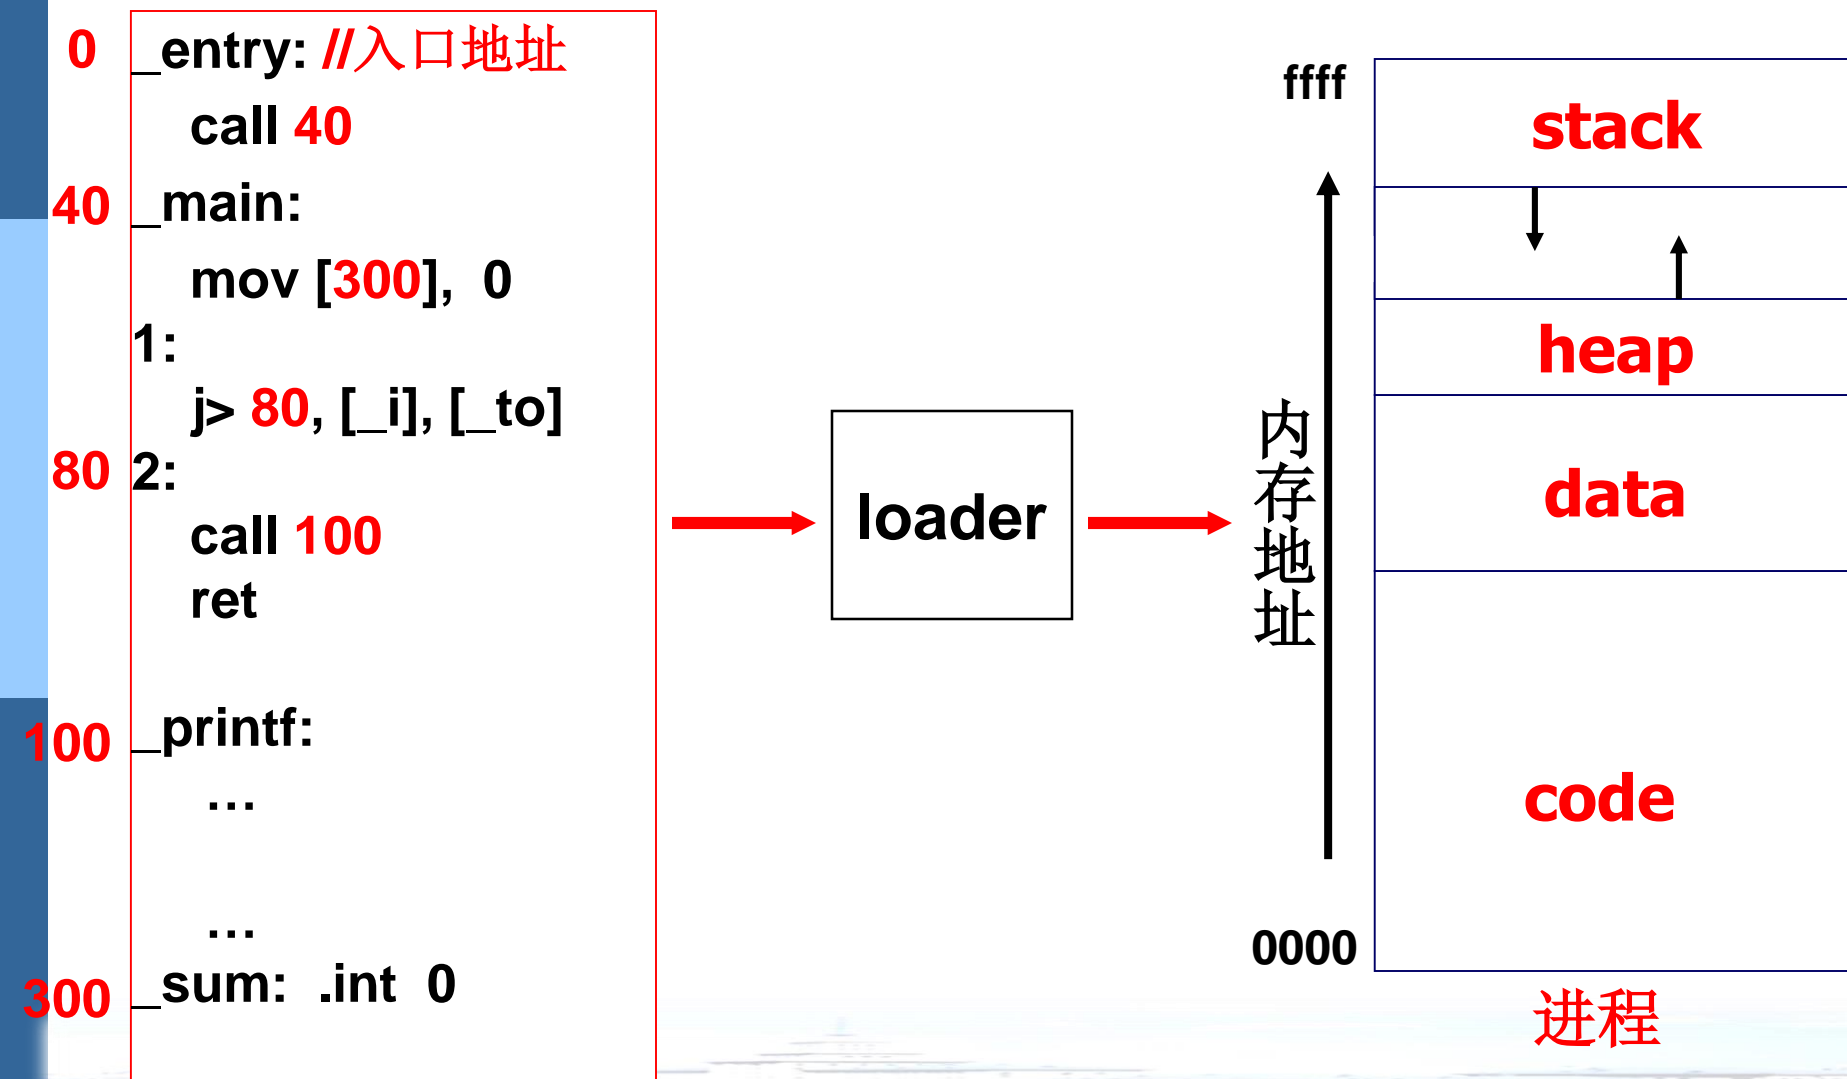 0 _entry: //入口地址
call 40
40 _main:
mov [300], 0
1:
j> 80, [_i], [_to]
80 2:
call 100
ret
100 _printf:
...
...
300 _sum: .int 0
loader
内存地址
ffff
stack
heap
data
code
0000
进程